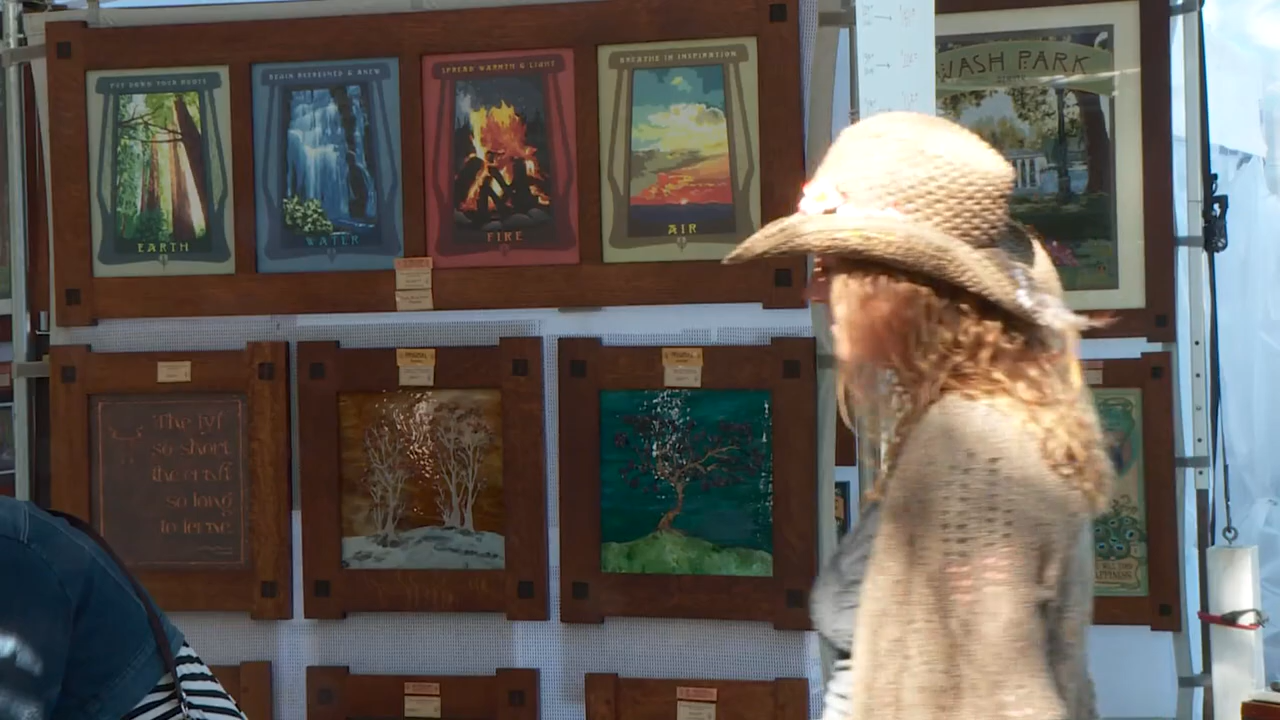 PUT DOWN YOUR ROOTS
EARTH
BEGIN REFRESHED & ANEW
WATER
SPREAD WARMTH & LIGHT
FIRE
BREATHE IN INSPIRATION
AIR
WASH PARK
The lyf
so short
the craft
so long
to lerne.